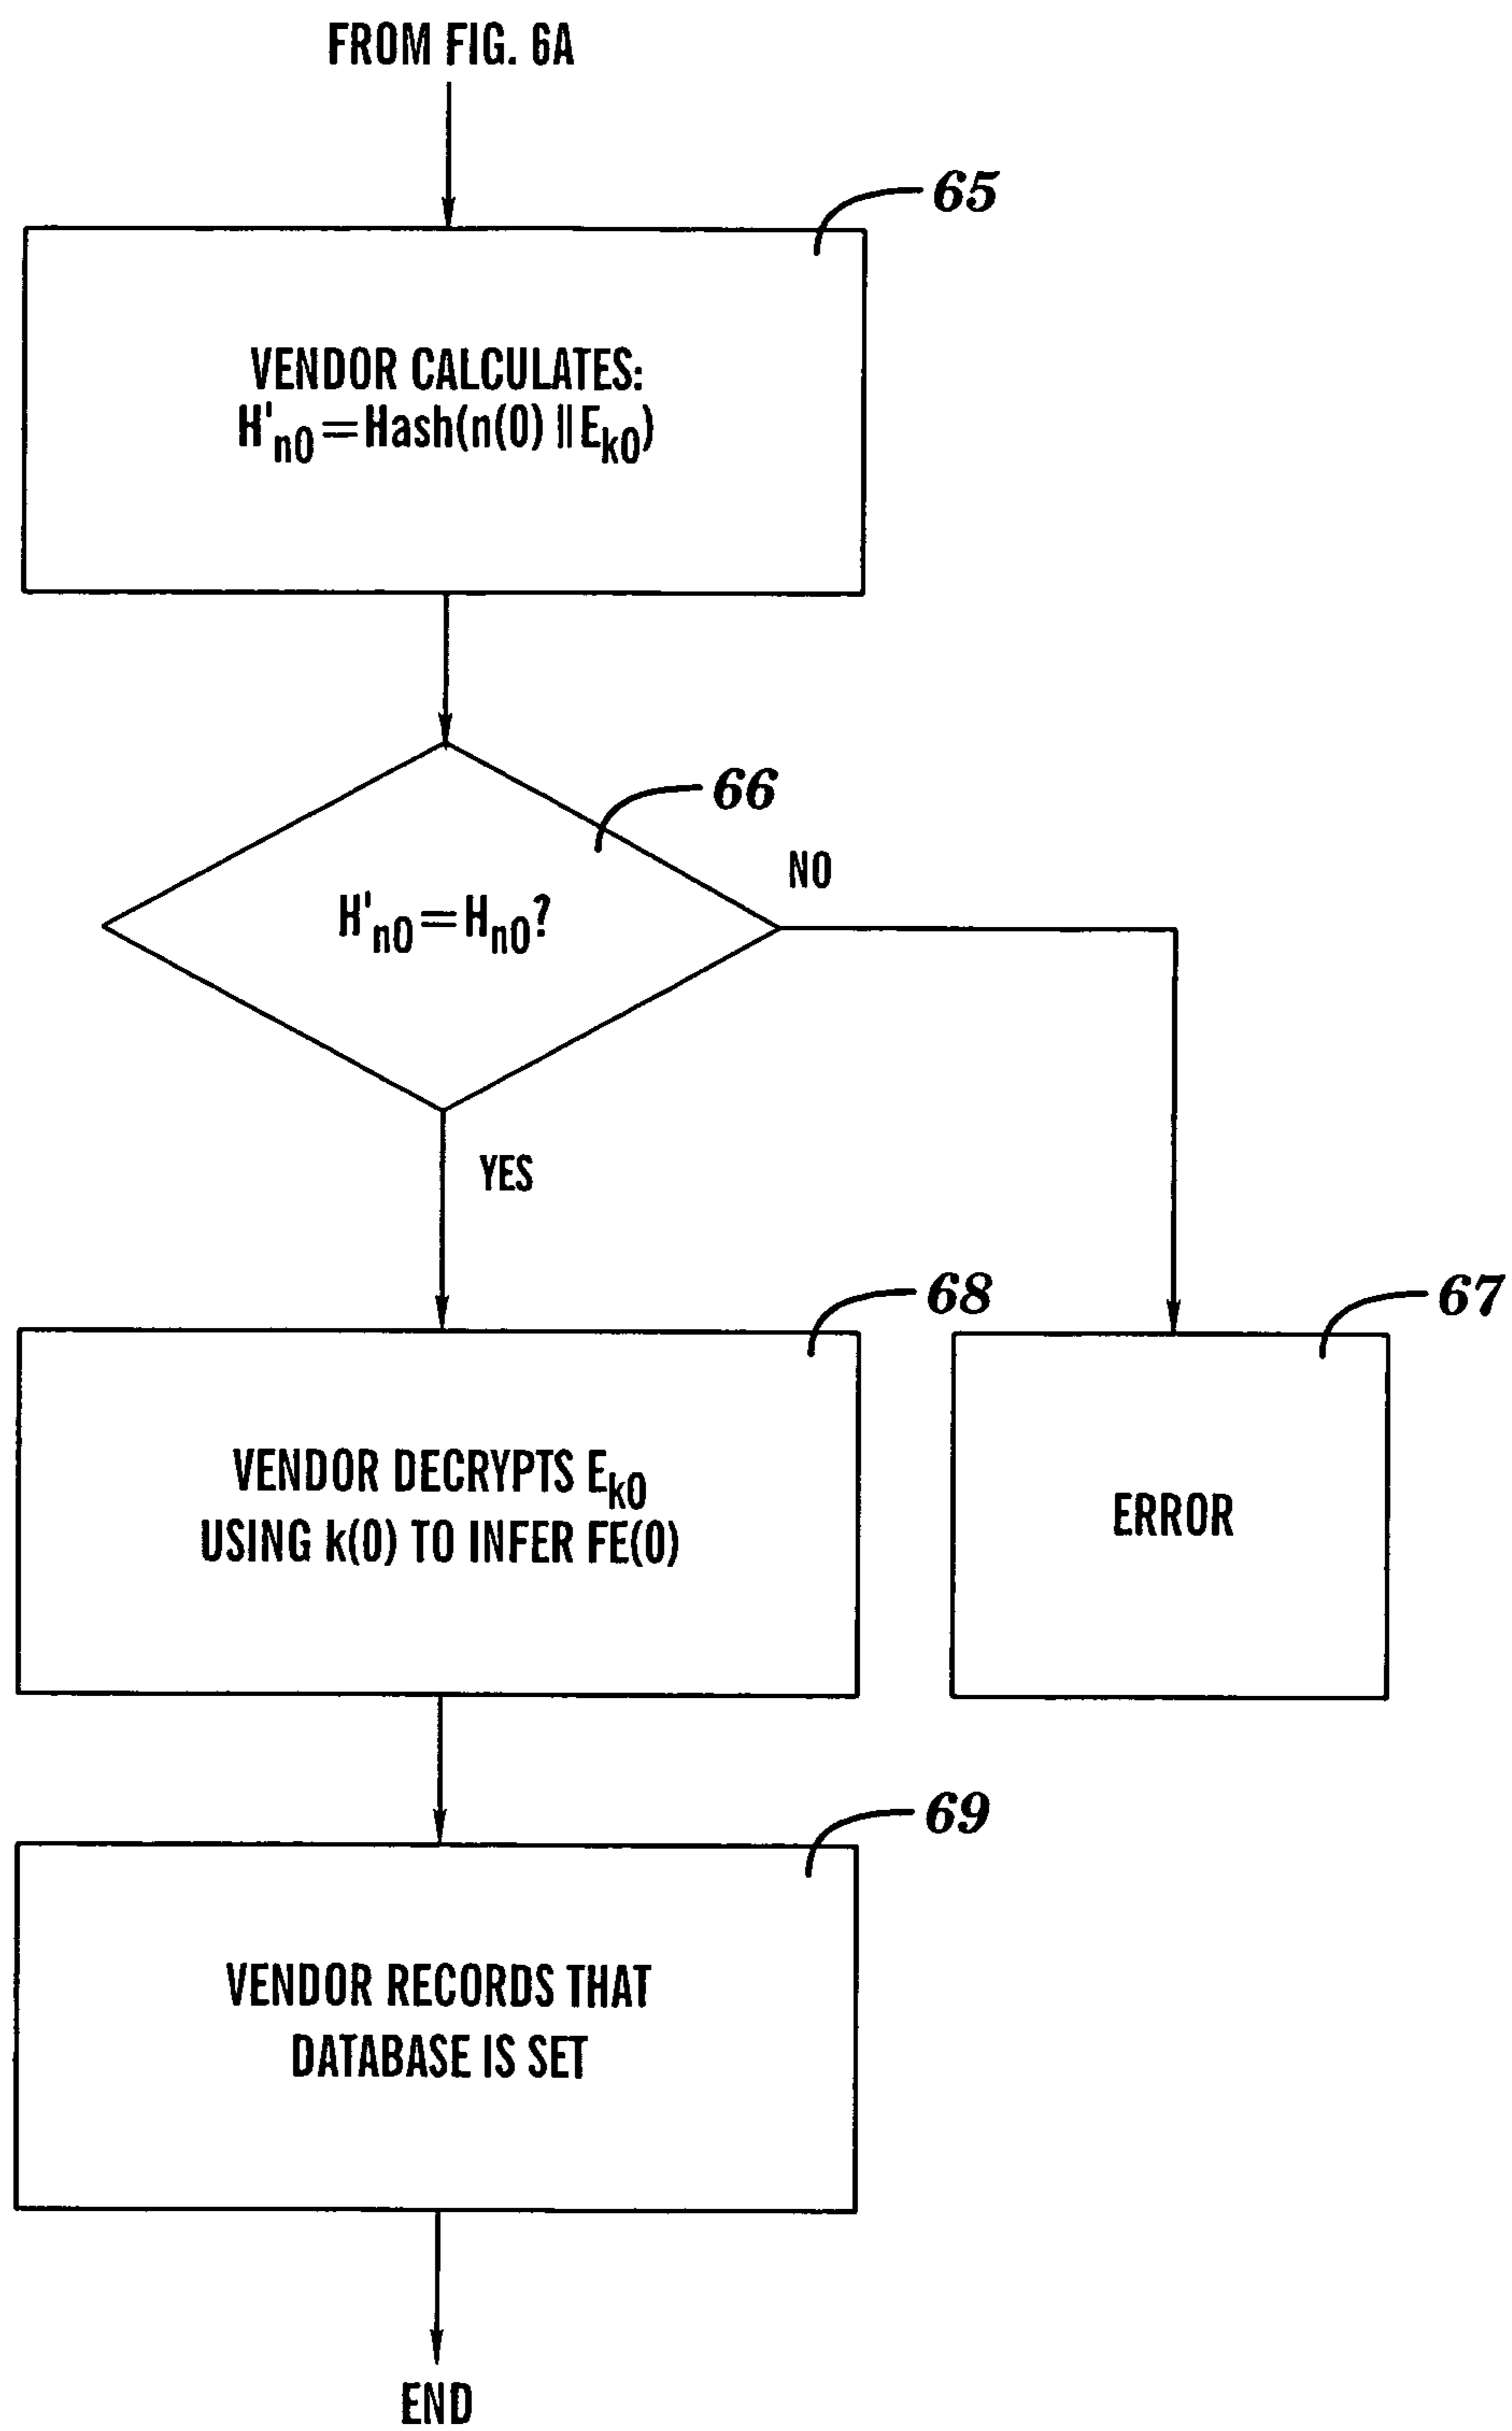 FROM FIG. 6A
65
VENDOR CALCULATES:
H'n0=Hash(n(0) ||Ek0)
66
NO
H'n0=Hn0?
YES
68
67
VENDOR DECRYPTS Ek0
USING k(0) TO INFER FE(0)
ERROR
69
VENDOR RECORDS THAT
DATABASE IS SET
END